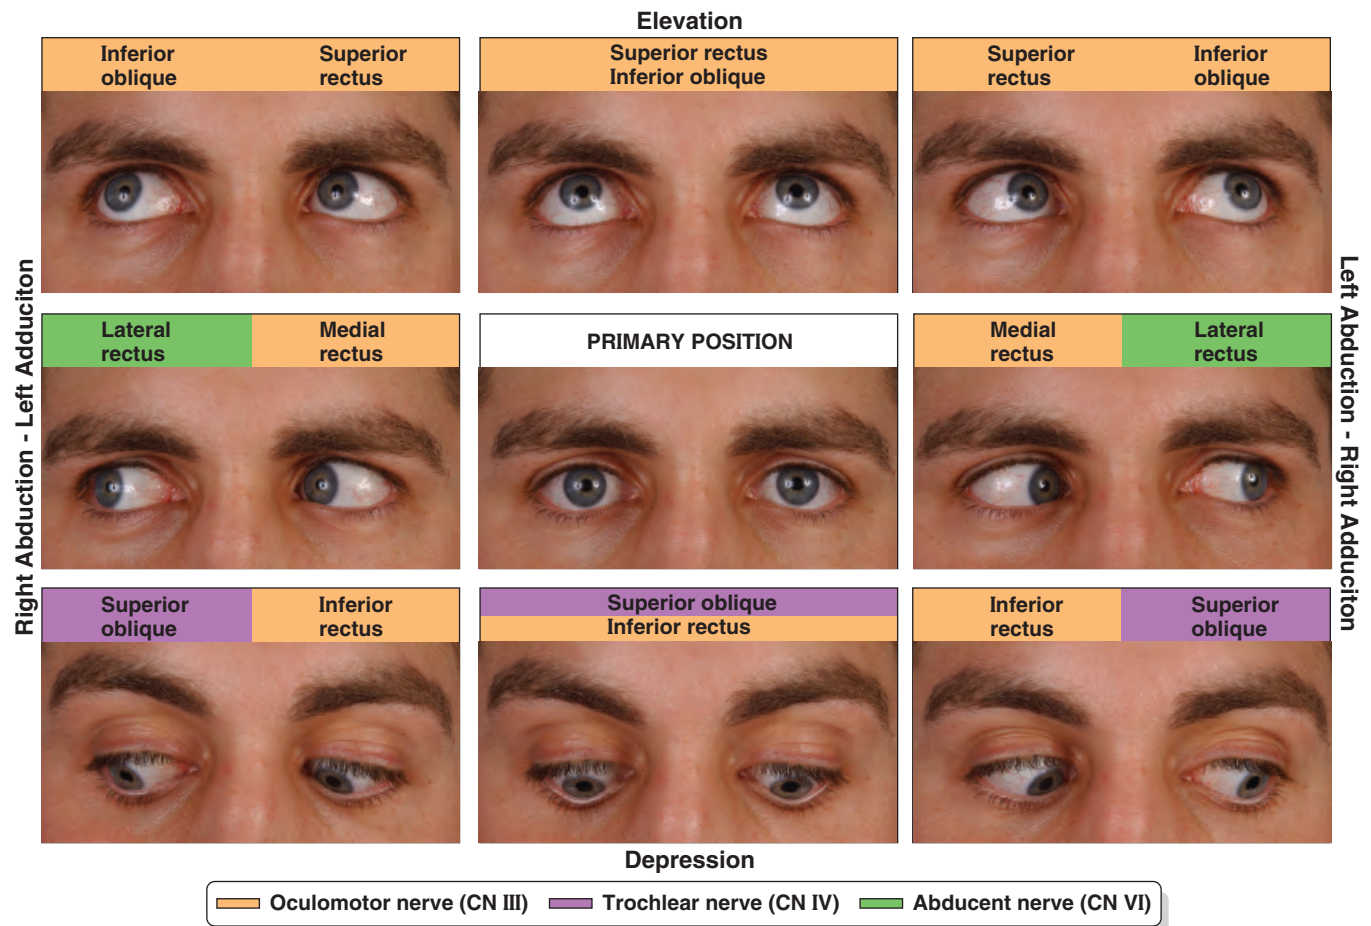 Elevation
Inferior oblique
Superior rectus
Superior rectus
Inferior oblique
Superior rectus
Inferior oblique
Right Abduction - Left Adduciton
Left Abduction - Right Adduciton
Lateral rectus
Medial rectus
PRIMARY POSITION
Medial rectus
Lateral rectus
Superior oblique
Inferior rectus
Superior oblique
Inferior rectus
Inferior rectus
Superior oblique
Depression
Oculomotor nerve (CN III)
Trochlear nerve (CN IV)
Abducent nerve (CN VI)